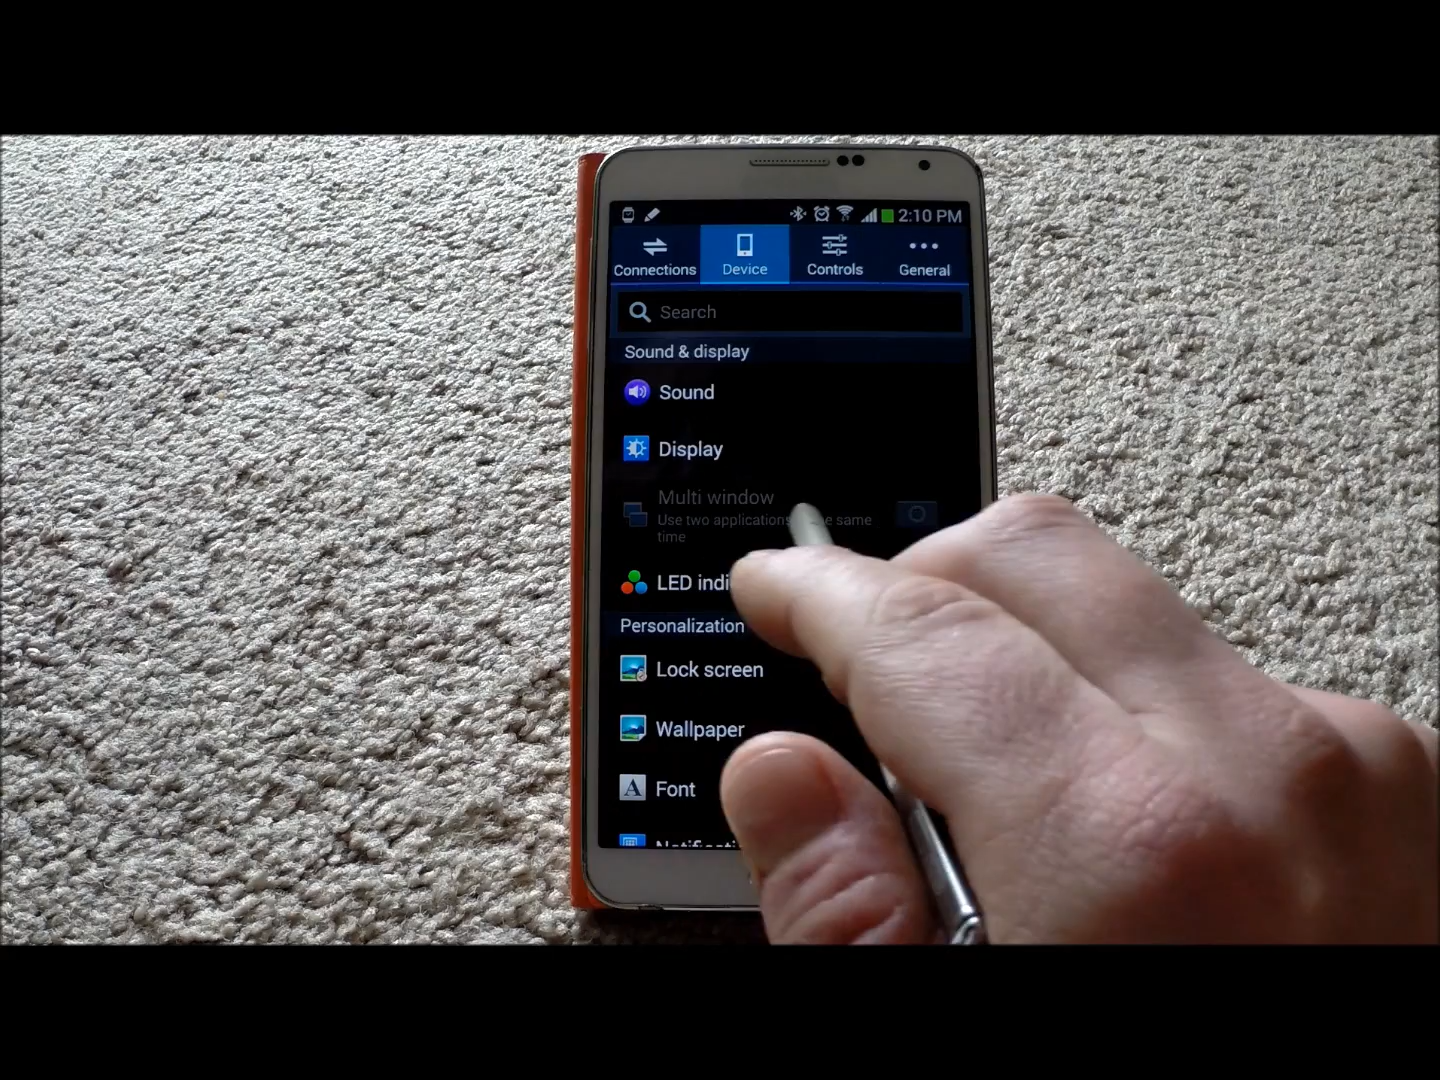 2:10 PM
Connections Device Controls General
Search
Sound & display
Sound
Display
Multi window
Use two applications same
time
LED
Personalization
Lock screen
Wallpaper
Font